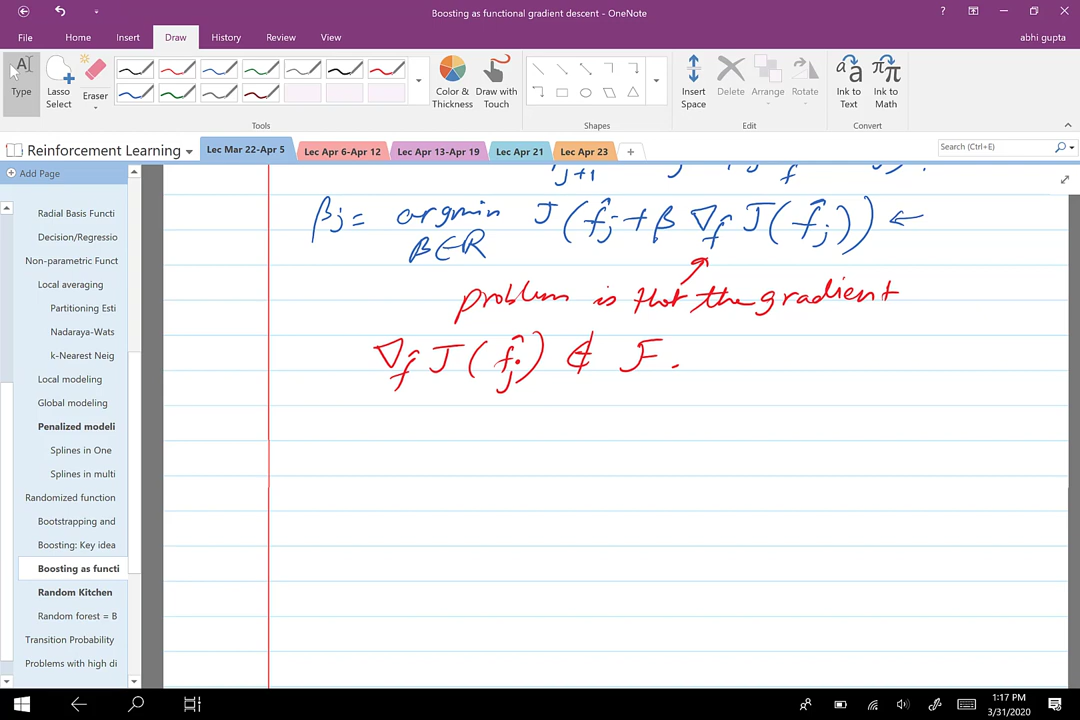 Boosting as functional gradient descent - OneNote
File Home Insert Draw History Review View
abhi gupta
Type Lasso Select Eraser
Color & Thickness Draw with Touch
Insert Space Delete Arrange Rotate Ink to Text Ink to Math
Tools Shapes Edit Convert
Reinforcement Learning
Lec Mar 22-Apr 5 Lec Apr 6-Apr 12 Lec Apr 13-Apr 19 Lec Apr 21 Lec Apr 23
Search (Ctrl+E)
Add Page
Radial Basis Functi
Decision/Regressio
Non-parametric Funct
Local averaging
Partitioning Esti
Nadaraya-Wats
k-Nearest Neig
Local modeling
Global modeling
Penalized modeli
Splines in One
Splines in multi
Randomized function
Bootstrapping and
Boosting: Key idea
Boosting as functi
Random Kitchen
Random forest = B
Transition Probability
Problems with high di
j+1
βj = argmin J(f̂j + β ∇f J(f̂j)) ←
β∈R
problem is that the gradient
∇f J(f̂j) ∉ F.
1:17 PM
3/31/2020